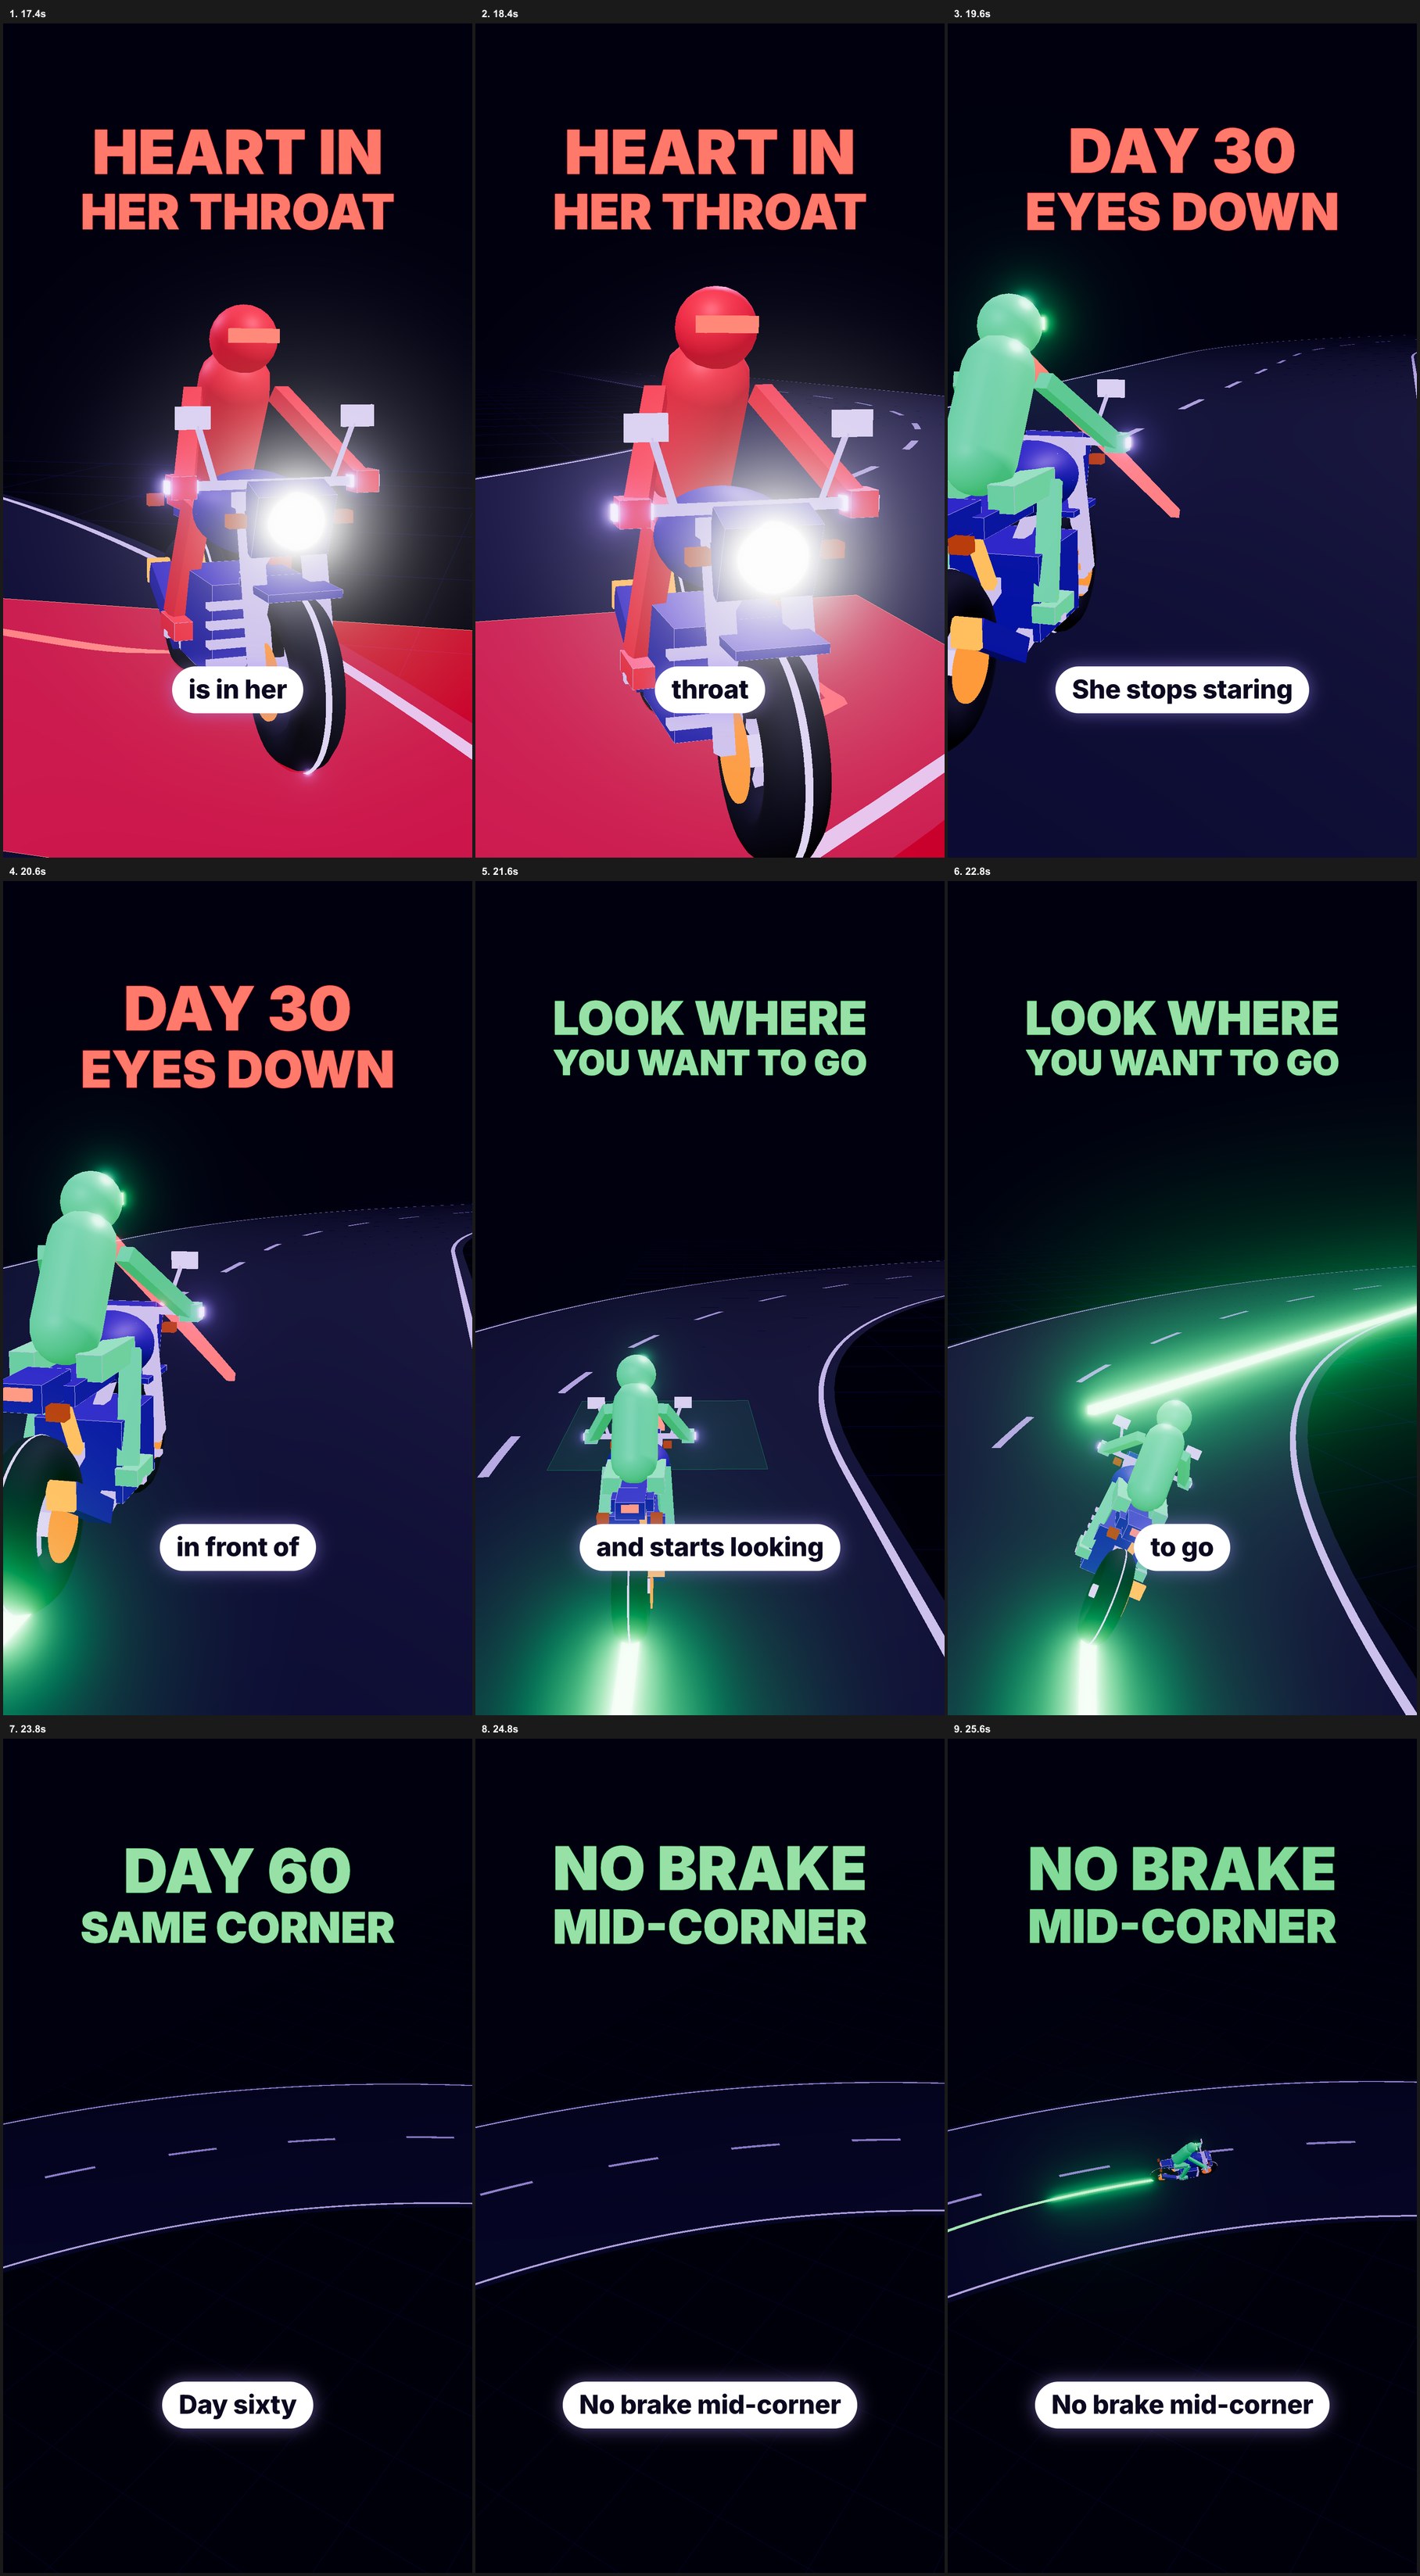 1. 17.4s
HEART IN
HER THROAT
is in her
2. 18.4s
HEART IN
HER THROAT
throat
3. 19.6s
DAY 30
EYES DOWN
She stops staring
4. 20.6s
DAY 30
EYES DOWN
in front of
5. 21.6s
LOOK WHERE
YOU WANT TO GO
and starts looking
6. 22.8s
LOOK WHERE
YOU WANT TO GO
to go
7. 23.8s
DAY 60
SAME CORNER
Day sixty
8. 24.8s
NO BRAKE
MID-CORNER
No brake mid-corner
9. 25.6s
NO BRAKE
MID-CORNER
No brake mid-corner